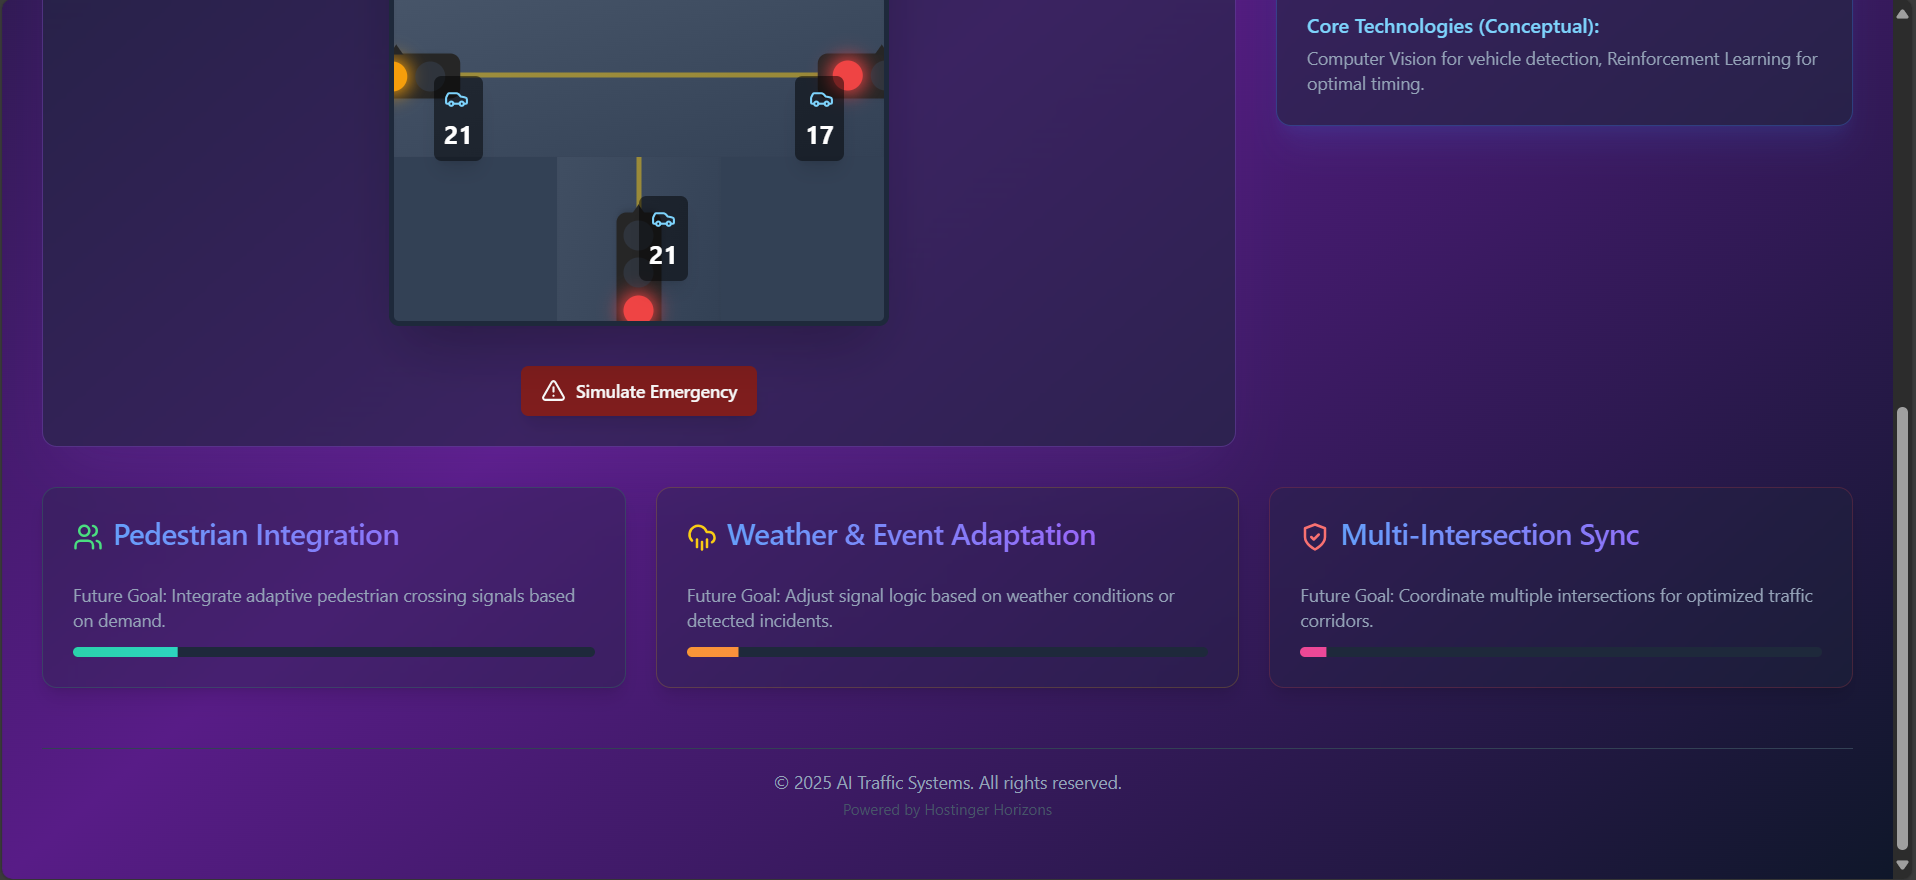 Core Technologies (Conceptual):
Computer Vision for vehicle detection, Reinforcement Learning for
optimal timing.
21
17
21
Simulate Emergency
Pedestrian Integration
Future Goal: Integrate adaptive pedestrian crossing signals based
on demand.
Weather & Event Adaptation
Future Goal: Adjust signal logic based on weather conditions or
detected incidents.
Multi-Intersection Sync
Future Goal: Coordinate multiple intersections for optimized traffic
corridors.
© 2025 AI Traffic Systems. All rights reserved.
Powered by Hostinger Horizons